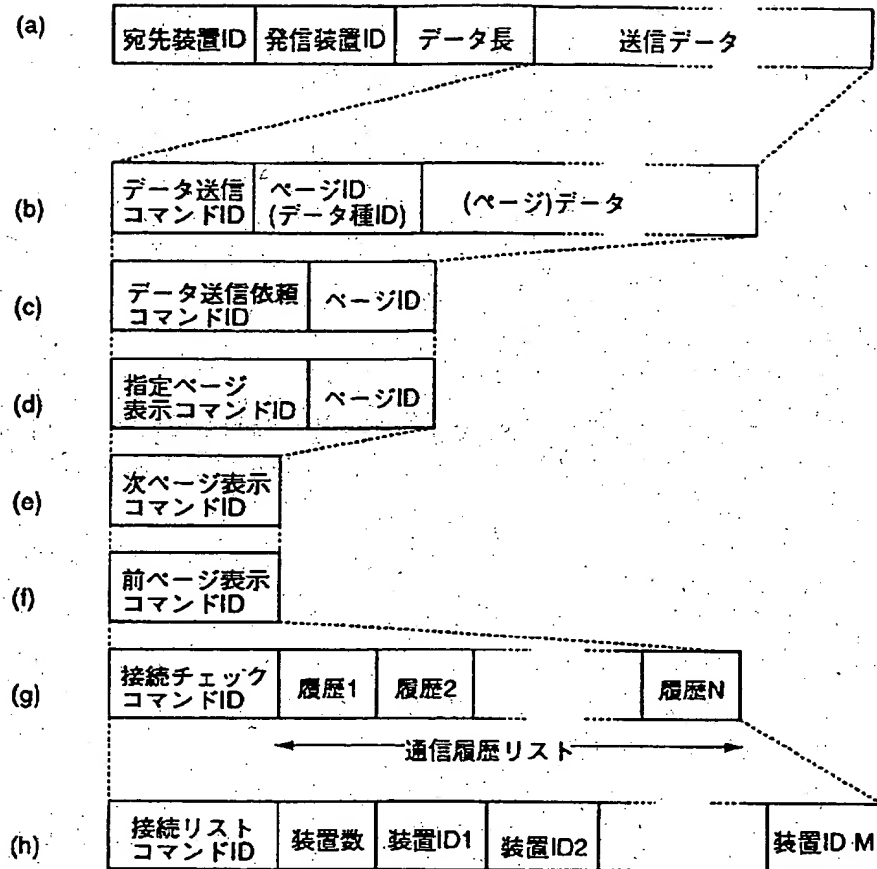 (a) 宛先装置ID 発信装置ID データ長 送信データ
(b) データ送信コマンドID ページID(データ種ID) (ページ)データ
(c) データ送信依頼コマンドID ページID
(d) 指定ページ表示コマンドID ページID
(e) 次ページ表示コマンドID
(f) 前ページ表示コマンドID
(g) 接続チェックコマンドID 履歴1 履歴2 履歴N
通信履歴リスト
(h) 接続リストコマンドID 装置数 装置ID1 装置ID2 装置ID M